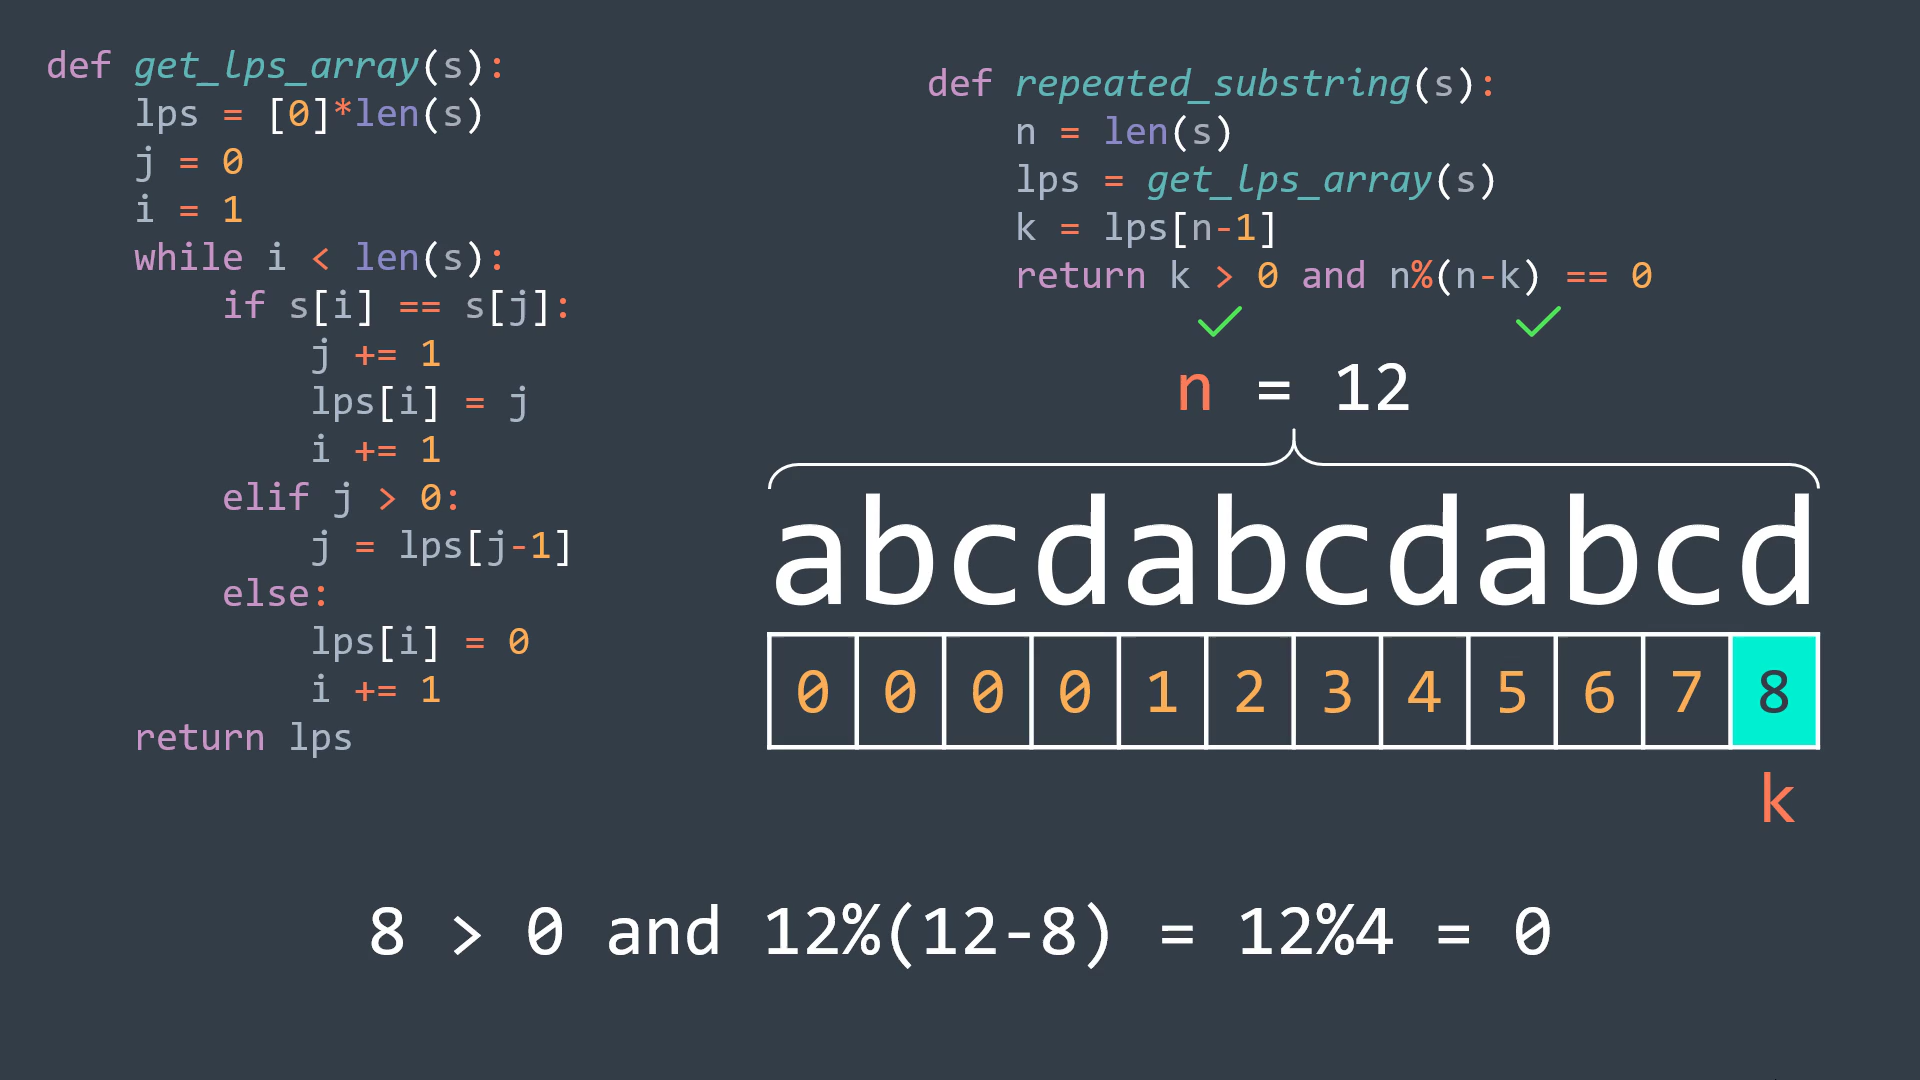 def get_lps_array(s):
    lps = [0]*len(s)
    j = 0
    i = 1
    while i < len(s):
        if s[i] == s[j]:
            j += 1
            lps[i] = j
            i += 1
        elif j > 0:
            j = lps[j-1]
        else:
            lps[i] = 0
            i += 1
    return lps
def repeated_substring(s):
    n = len(s)
    lps = get_lps_array(s)
    k = lps[n-1]
    return k > 0 and n%(n-k) == 0
n = 12
abcdabcdabcd
0 0 0 0 1 2 3 4 5 6 7 8
k
8 > 0 and 12%(12-8) = 12%4 = 0